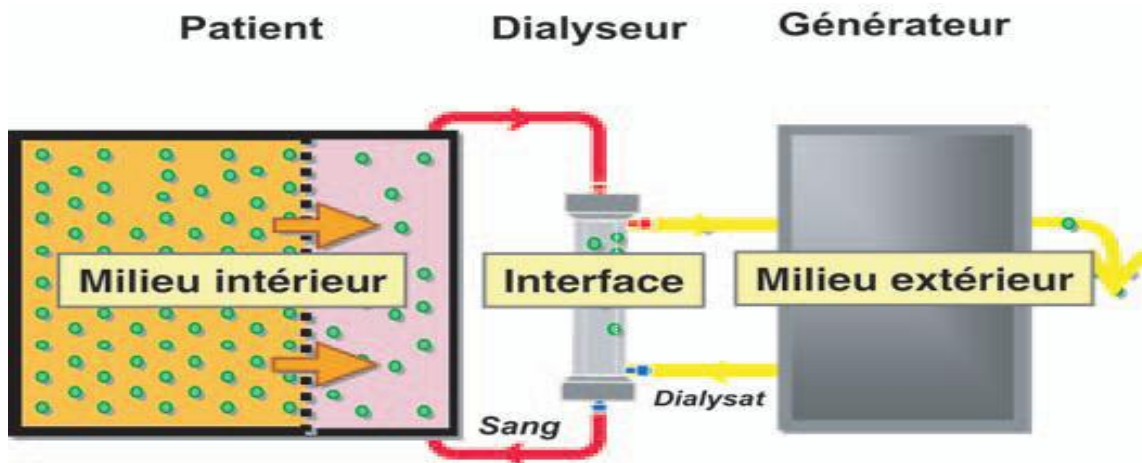 Patient
Dialyseur
Générateur
Milieu intérieur
Interface
Milieu extérieur
Sang
Dialysat